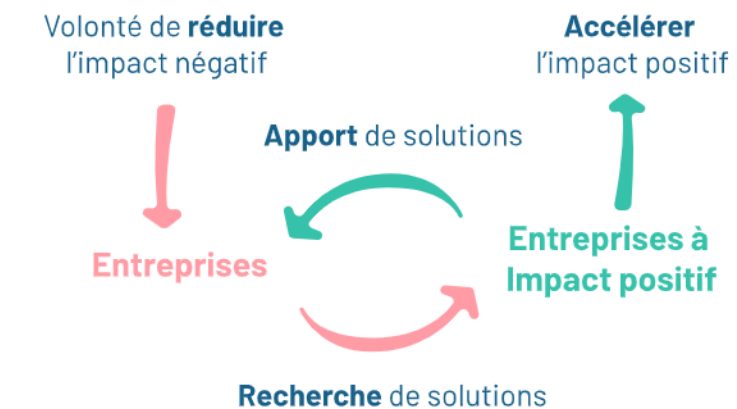 Volonté de réduire
l'impact négatif
Accélérer
l'impact positif
Apport de solutions
Entreprises
Entreprises à
Impact positif
Recherche de solutions